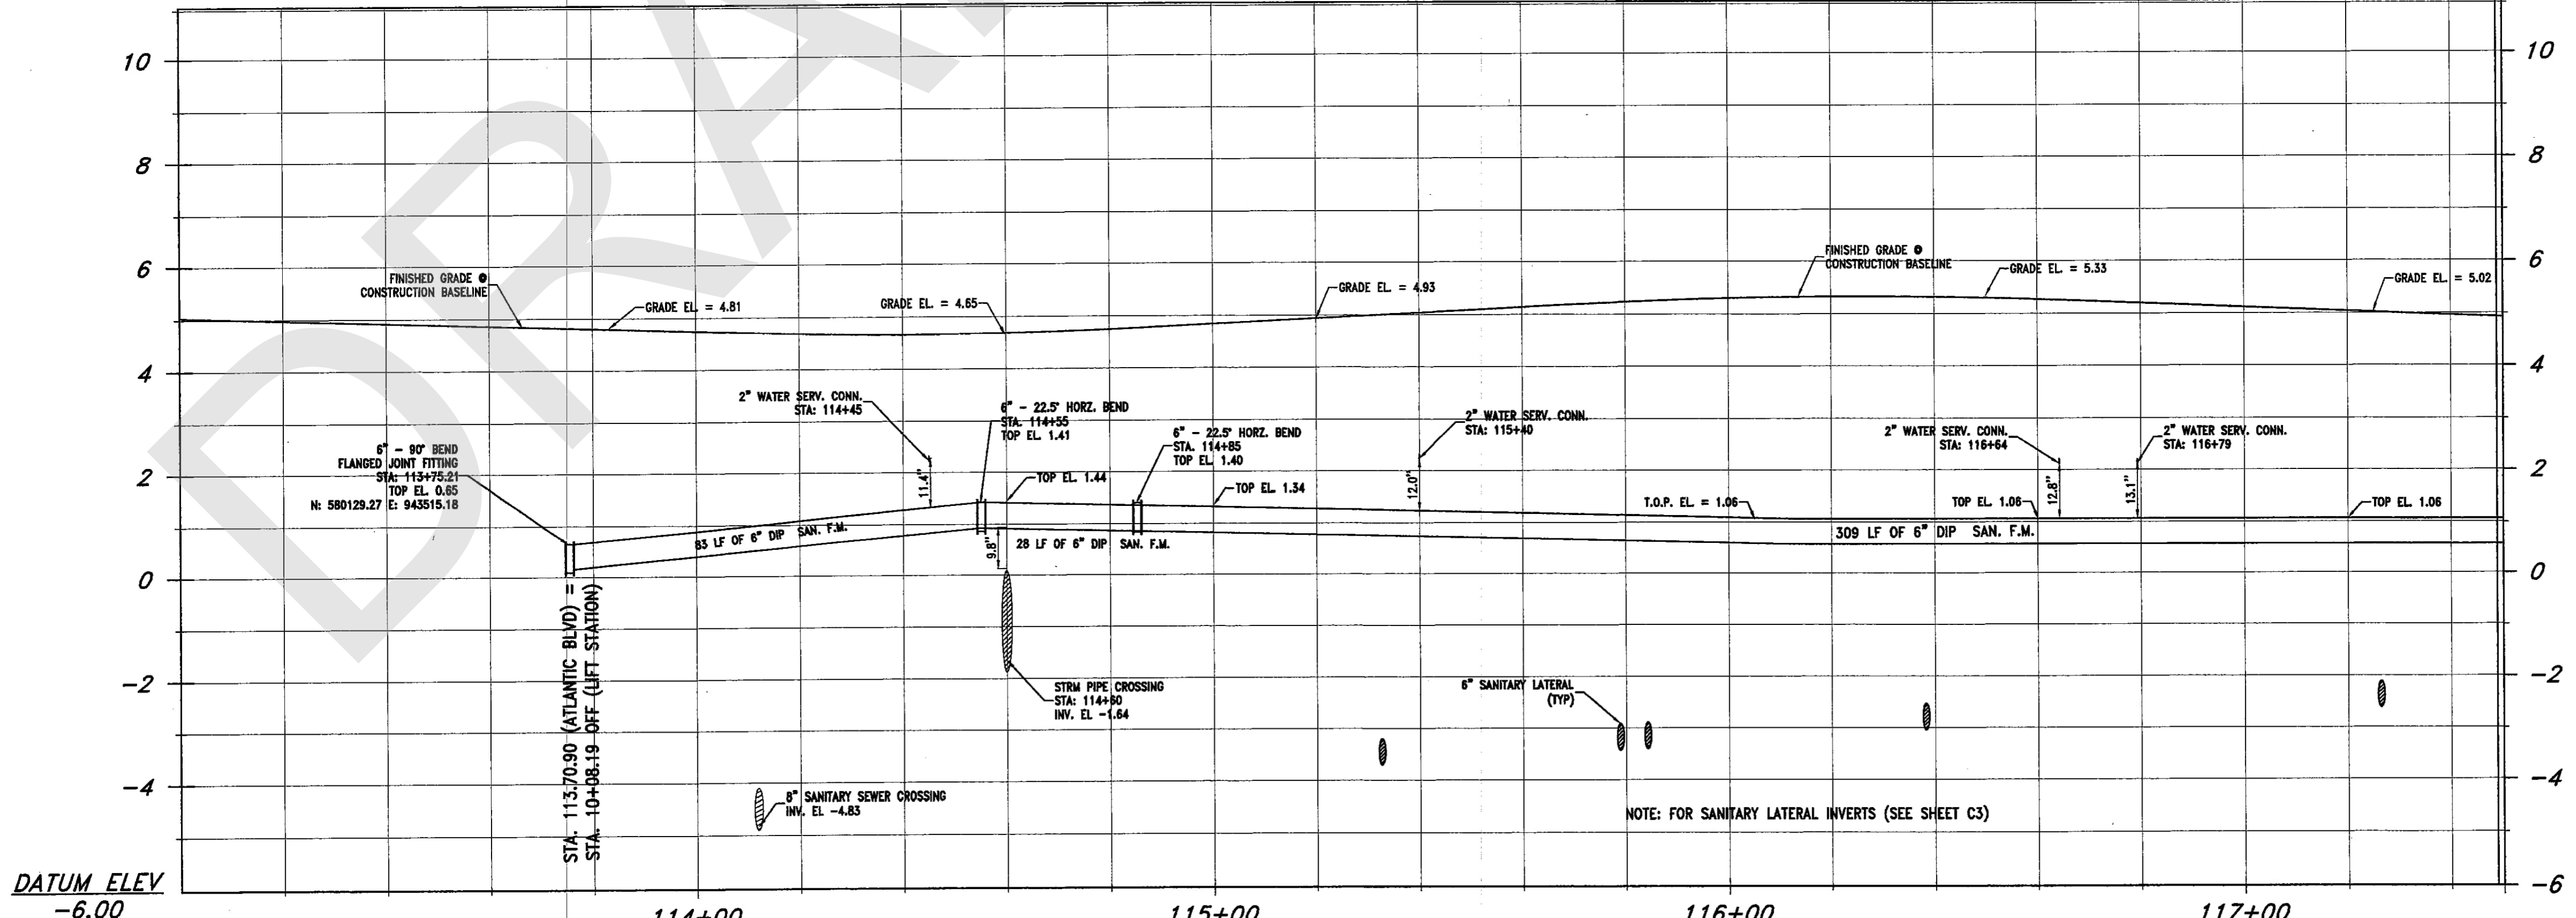 DRA
10
8
6
4
2
0
-2
-4
DATUM ELEV
-6.00
10
8
6
4
2
0
-2
-4
-6
FINISHED GRADE @
CONSTRUCTION BASELINE
GRADE EL. = 4.81
GRADE EL. = 4.65
GRADE EL. = 4.93
FINISHED GRADE @
CONSTRUCTION BASELINE
GRADE EL. = 5.33
GRADE EL. = 5.02
2" WATER SERV. CONN.
STA: 114+45
11.4"
6" - 22.5° HORZ. BEND
STA. 114+55
TOP EL. 1.41
6" - 22.5° HORZ. BEND
STA. 114+85
TOP EL. 1.40
2" WATER SERV. CONN.
STA: 115+40
12.0"
2" WATER SERV. CONN.
STA: 116+64
12.8"
2" WATER SERV. CONN.
STA: 116+79
13.1"
6" - 90° BEND
FLANGED JOINT FITTING
STA: 113+75.21
TOP EL. 0.65
N: 580129.27 E: 943515.18
TOP EL. 1.44
TOP EL. 1.34
T.O.P. EL. = 1.06
TOP EL. 1.06
TOP EL. 1.06
83 LF OF 6" DIP SAN. F.M.
9.8"
28 LF OF 6" DIP SAN. F.M.
309 LF OF 6" DIP SAN. F.M.
STA. 113.70.90 (ATLANTIC BLVD) =
STA. 10+08.19 OFF (LIFT STATION)
STRM PIPE CROSSING
STA: 114+60
INV. EL -1.64
6" SANITARY LATERAL
(TYP)
8" SANITARY SEWER CROSSING
INV. EL -4.83
NOTE: FOR SANITARY LATERAL INVERTS (SEE SHEET C3)
114+00
115+00
116+00
117+00